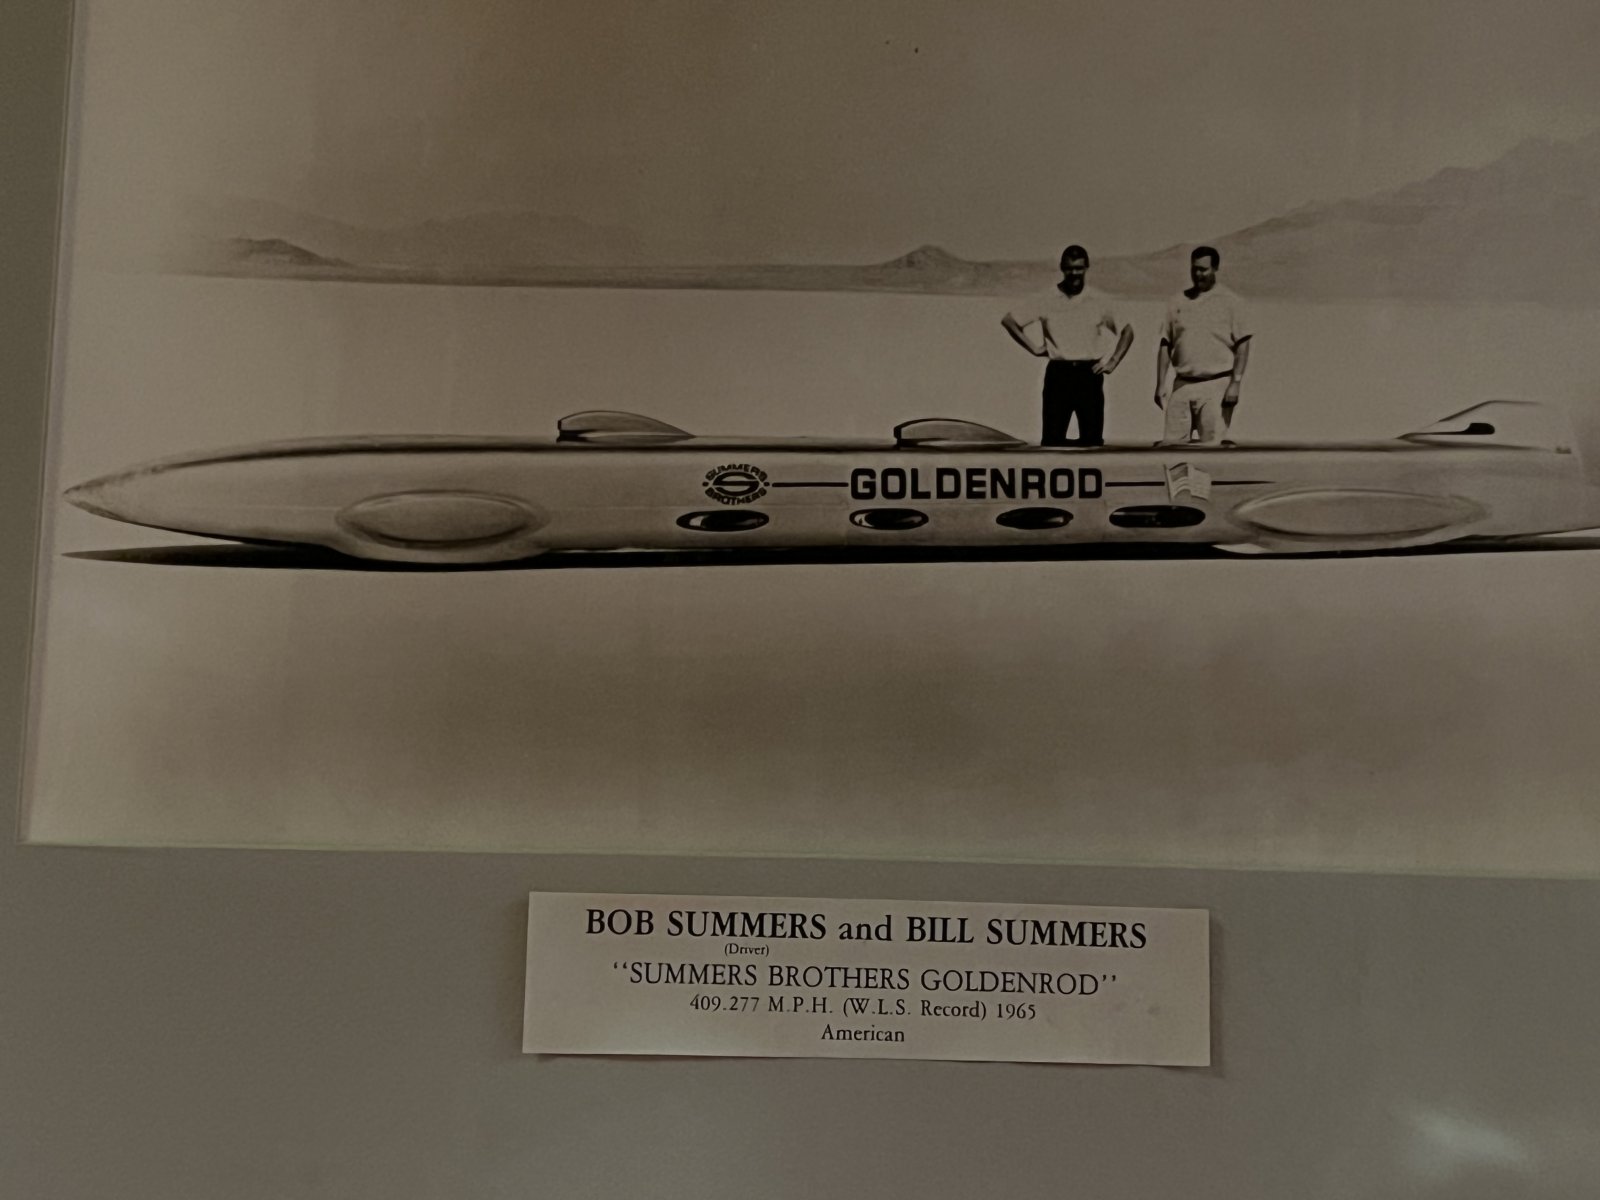 SUMMERS
BROTHERS
GOLDENROD
BOB SUMMERS and BILL SUMMERS
(Driver)
“SUMMERS BROTHERS GOLDENROD”
409.277 M.P.H. (W.L.S. Record) 1965
American